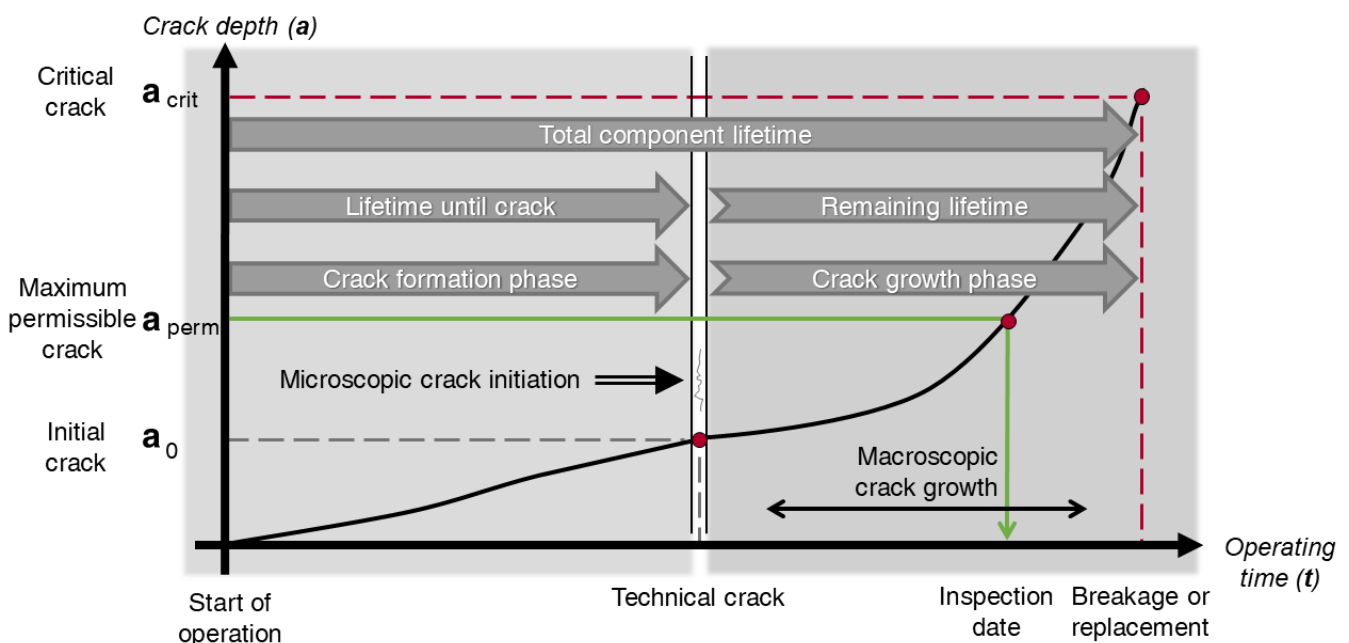 Crack depth (a)
Critical
crack
a crit
Total component lifetime
Lifetime until crack
Remaining lifetime
Crack formation phase
Crack growth phase
Maximum
permissible
crack
a perm
Microscopic crack initiation
Initial
crack
a 0
Macroscopic
crack growth
Operating
time (t)
Start of
operation
Technical crack
Inspection
date
Breakage or
replacement